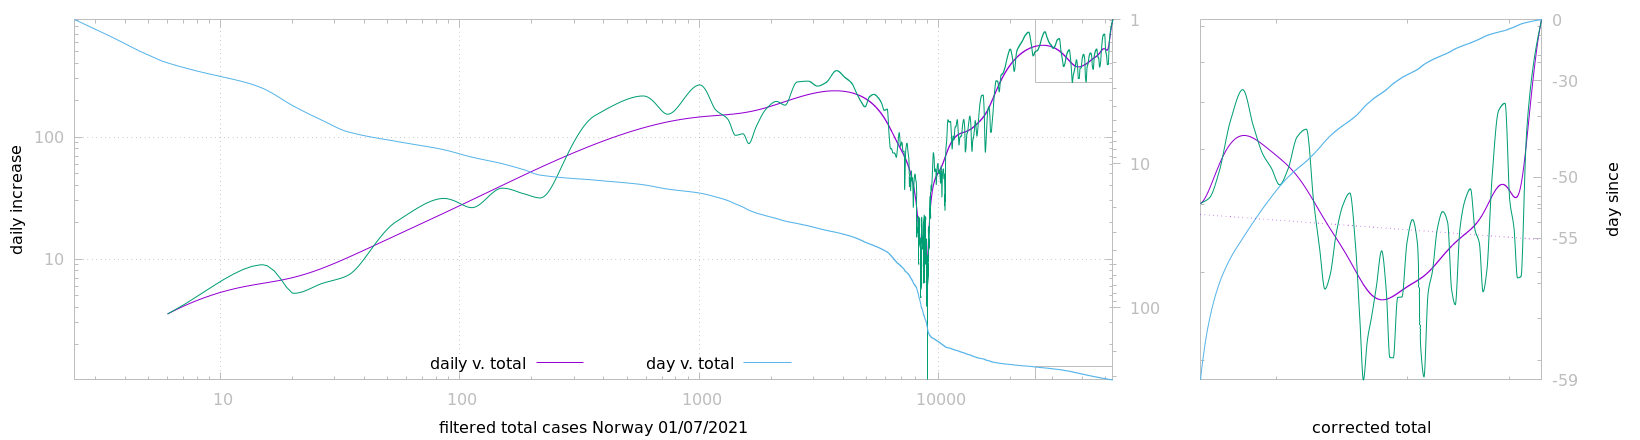 daily increase
100
10
10
100
1000
10000
1
10
100
daily v. total
day v. total
filtered total cases Norway 01/07/2021
0
-30
-50
-55
-59
day since
corrected total